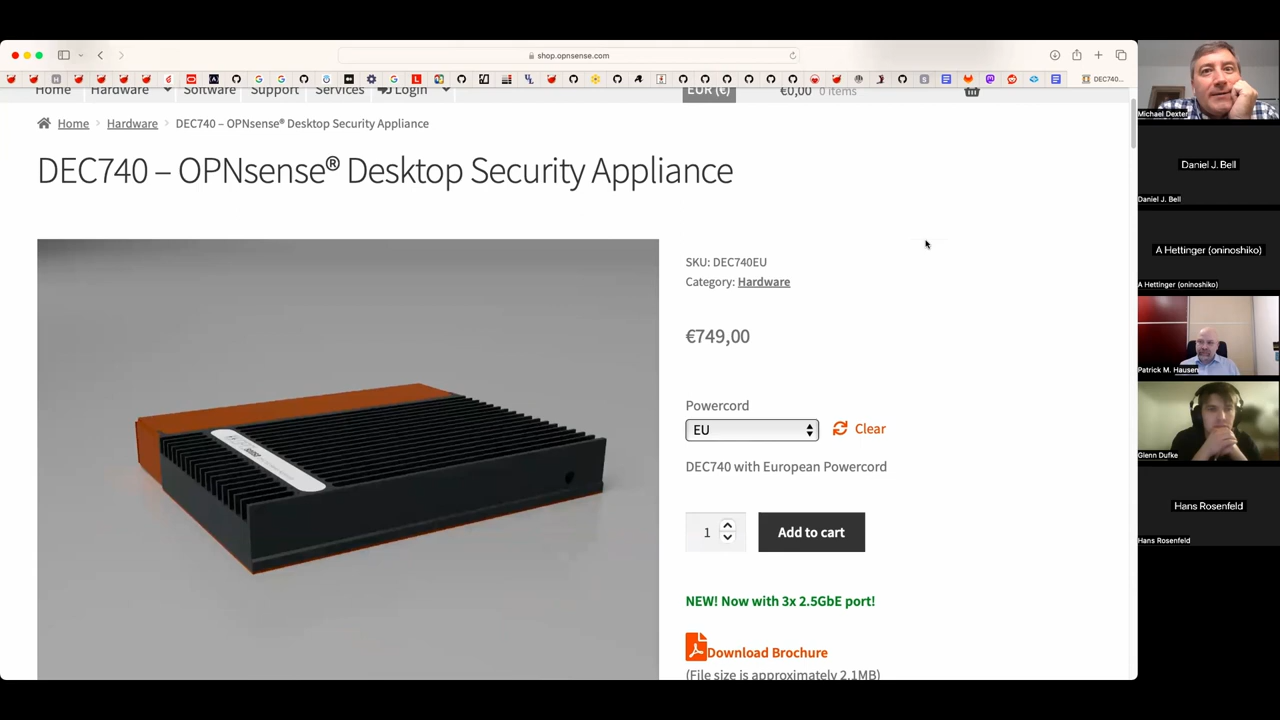 shop.opnsense.com
DEC740...
Home
Hardware
Software
Support
Services
Login
EUR (€)
€0,00 0 items
Home
Hardware
DEC740 – OPNsense® Desktop Security Appliance
DEC740 – OPNsense® Desktop Security Appliance
SKU: DEC740EU
Category: Hardware
€749,00
Powercord
EU
Clear
DEC740 with European Powercord
1
Add to cart
NEW! Now with 3x 2.5GbE port!
Download Brochure
(File size is approximately 2.1MB)
Michael Dexter
Daniel J. Bell
Daniel J. Bell
A Hettinger (oninoshiko)
A Hettinger (oninoshiko)
Patrick M. Hausen
Glenn Dufke
Hans Rosenfeld
Hans Rosenfeld